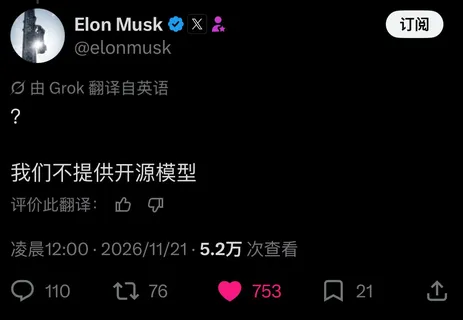 Elon Musk
订阅
@elonmusk
由 Grok 翻译自英语
?
我们不提供开源模型
评价此翻译:
凌晨12:00 · 2026/11/21 · 5.2万 次查看
110 76 753 21